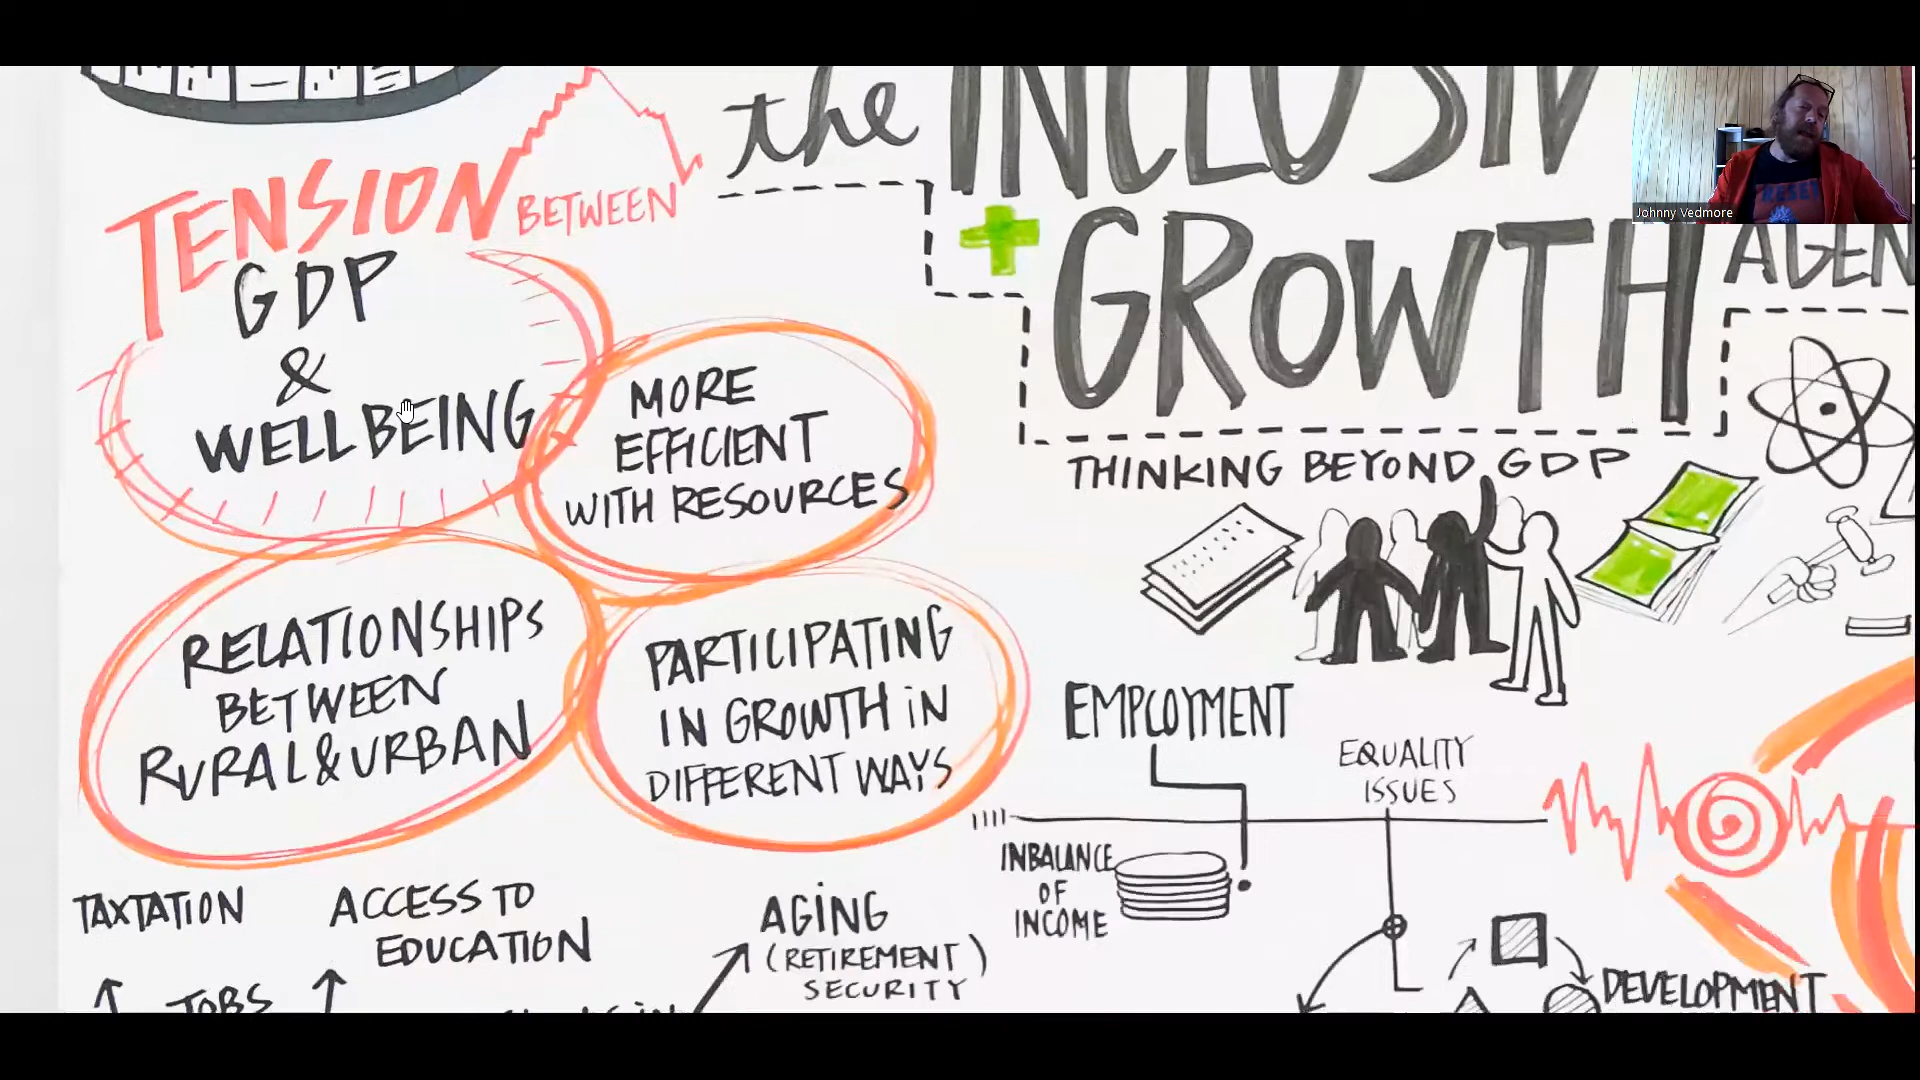 TENSION BETWEEN
GDP
&
WELLBEING
MORE
EFFICIENT
WITH RESOURCES
RELATIONSHIPS
BETWEEN
RURAL & URBAN
PARTICIPATING
IN GROWTH iN
DIFFERENT WAYS
TAXTATION
ACCESS TO
EDUCATION
JOBS
AGiNG
(RETIREMENT)
SECURITY
the INCLUSIV
+ GROWTH AGEN
THINKING BEYOND GDP
EMPLOYMENT
EQUALITY
ISSUES
INBALANCE
OF
INCOME
DEVELOPMENT
Johnny Vedmore
RESET